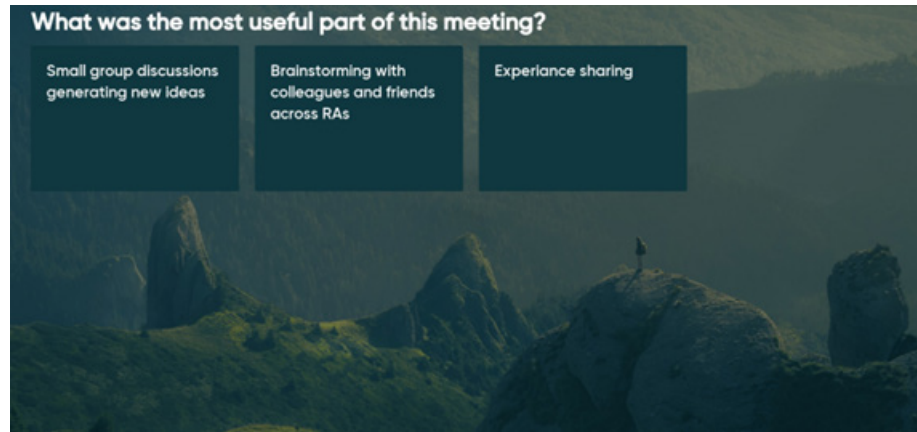 What was the most useful part of this meeting?
Small group discussions
generating new ideas
Brainstorming with
colleagues and friends
across RAs
Experiance sharing